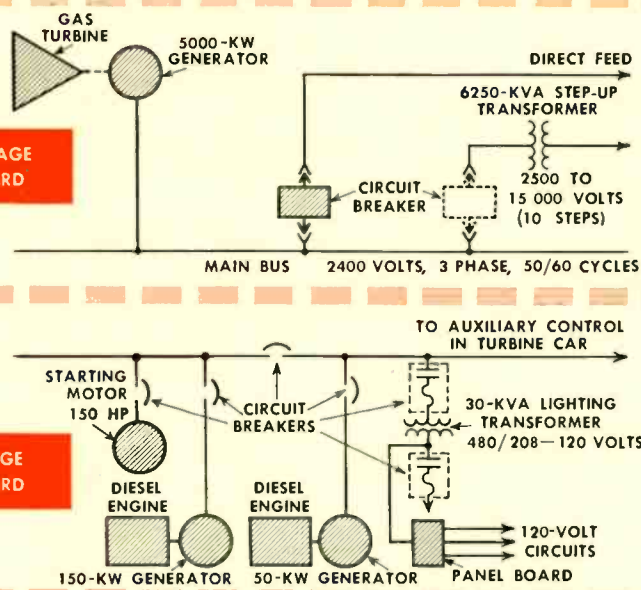 GAS
TURBINE
5000-KW
GENERATOR
DIRECT FEED
6250-KVA STEP-UP
TRANSFORMER
CIRCUIT
BREAKER
2500 TO
15 000 VOLTS
(10 STEPS)
AGE
RD
MAIN BUS 2400 VOLTS, 3 PHASE, 50/60 CYCLES
TO AUXILIARY CONTROL
IN TURBINE CAR
STARTING
MOTOR
150 HP
CIRCUIT
BREAKERS
30-KVA LIGHTING
TRANSFORMER
480/208—120 VOLTS
GE
RD
DIESEL
ENGINE
DIESEL
ENGINE
120-VOLT
CIRCUITS
150-KW GENERATOR
50-KW GENERATOR
PANEL BOARD